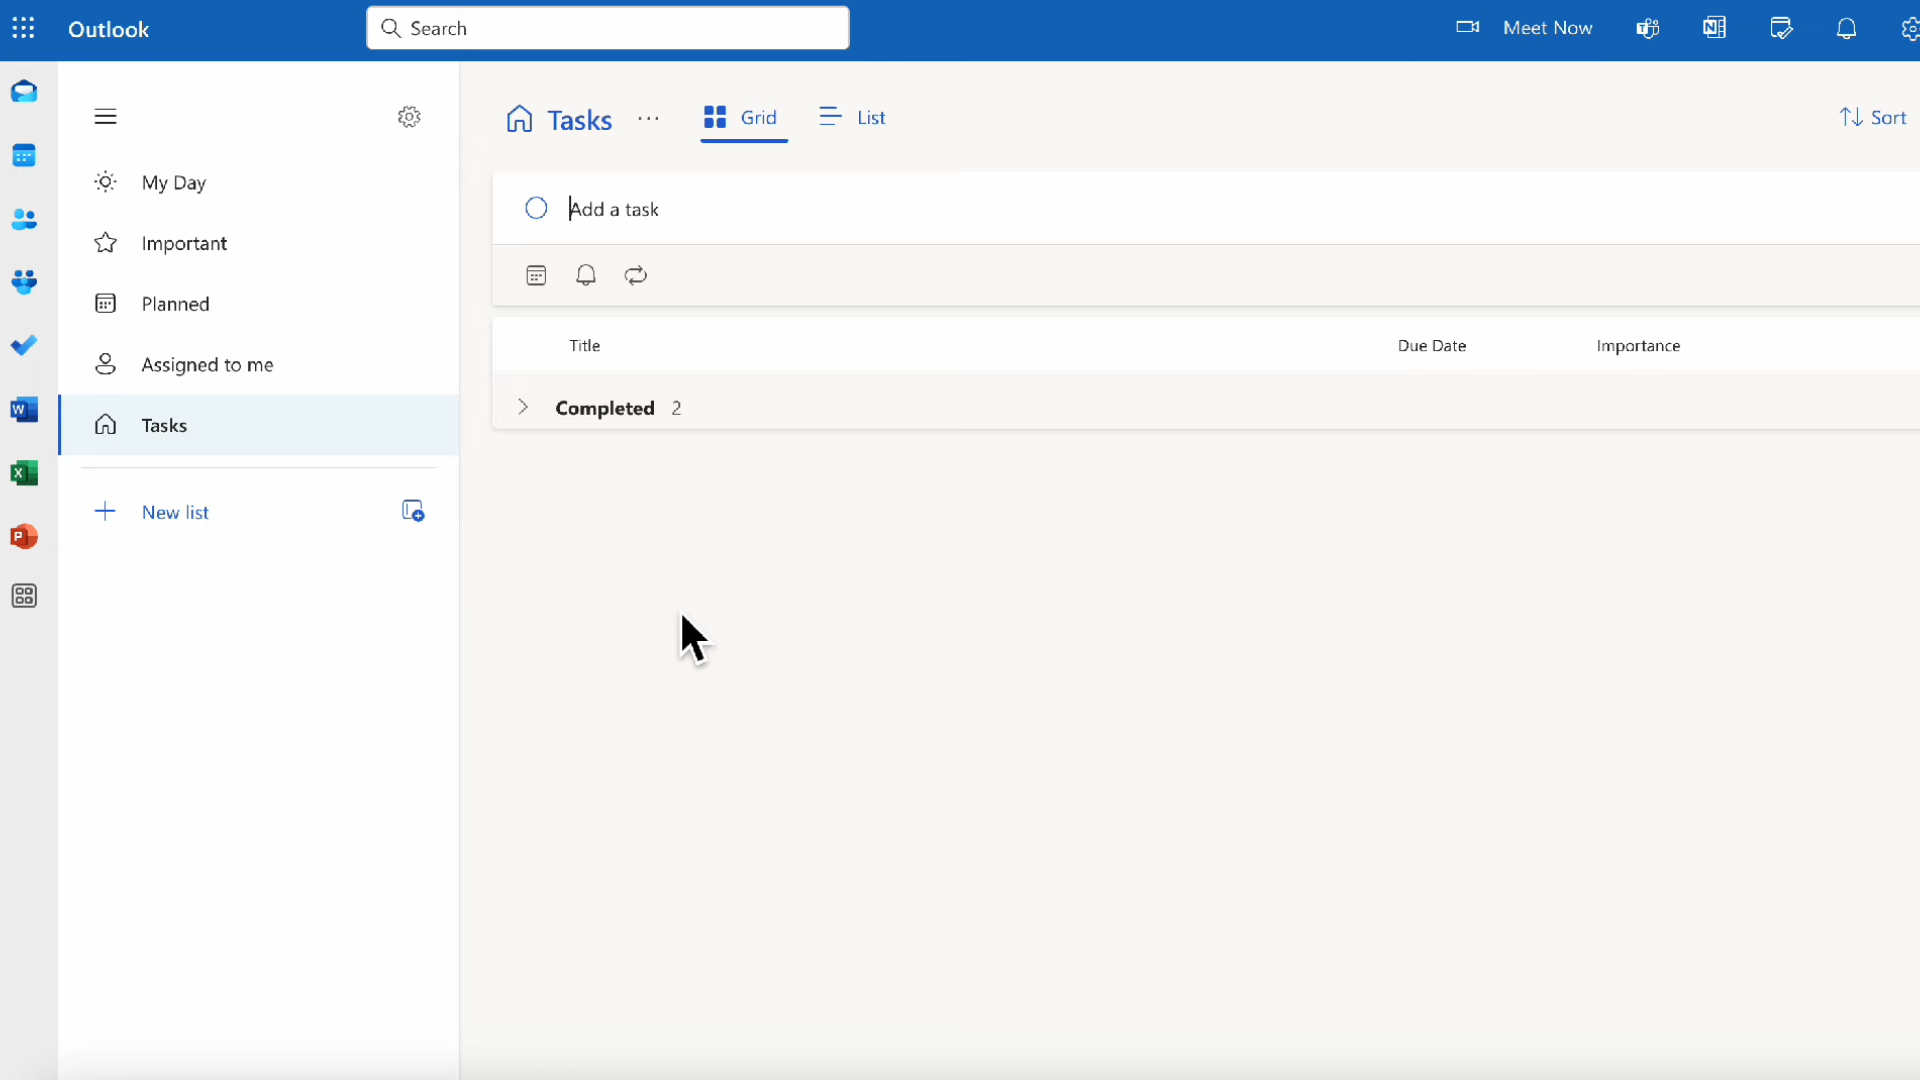 Outlook
Search
Meet Now
Tasks
Grid
List
Sort
My Day
Important
Planned
Assigned to me
Tasks
New list
Add a task
Title
Due Date
Importance
Completed 2